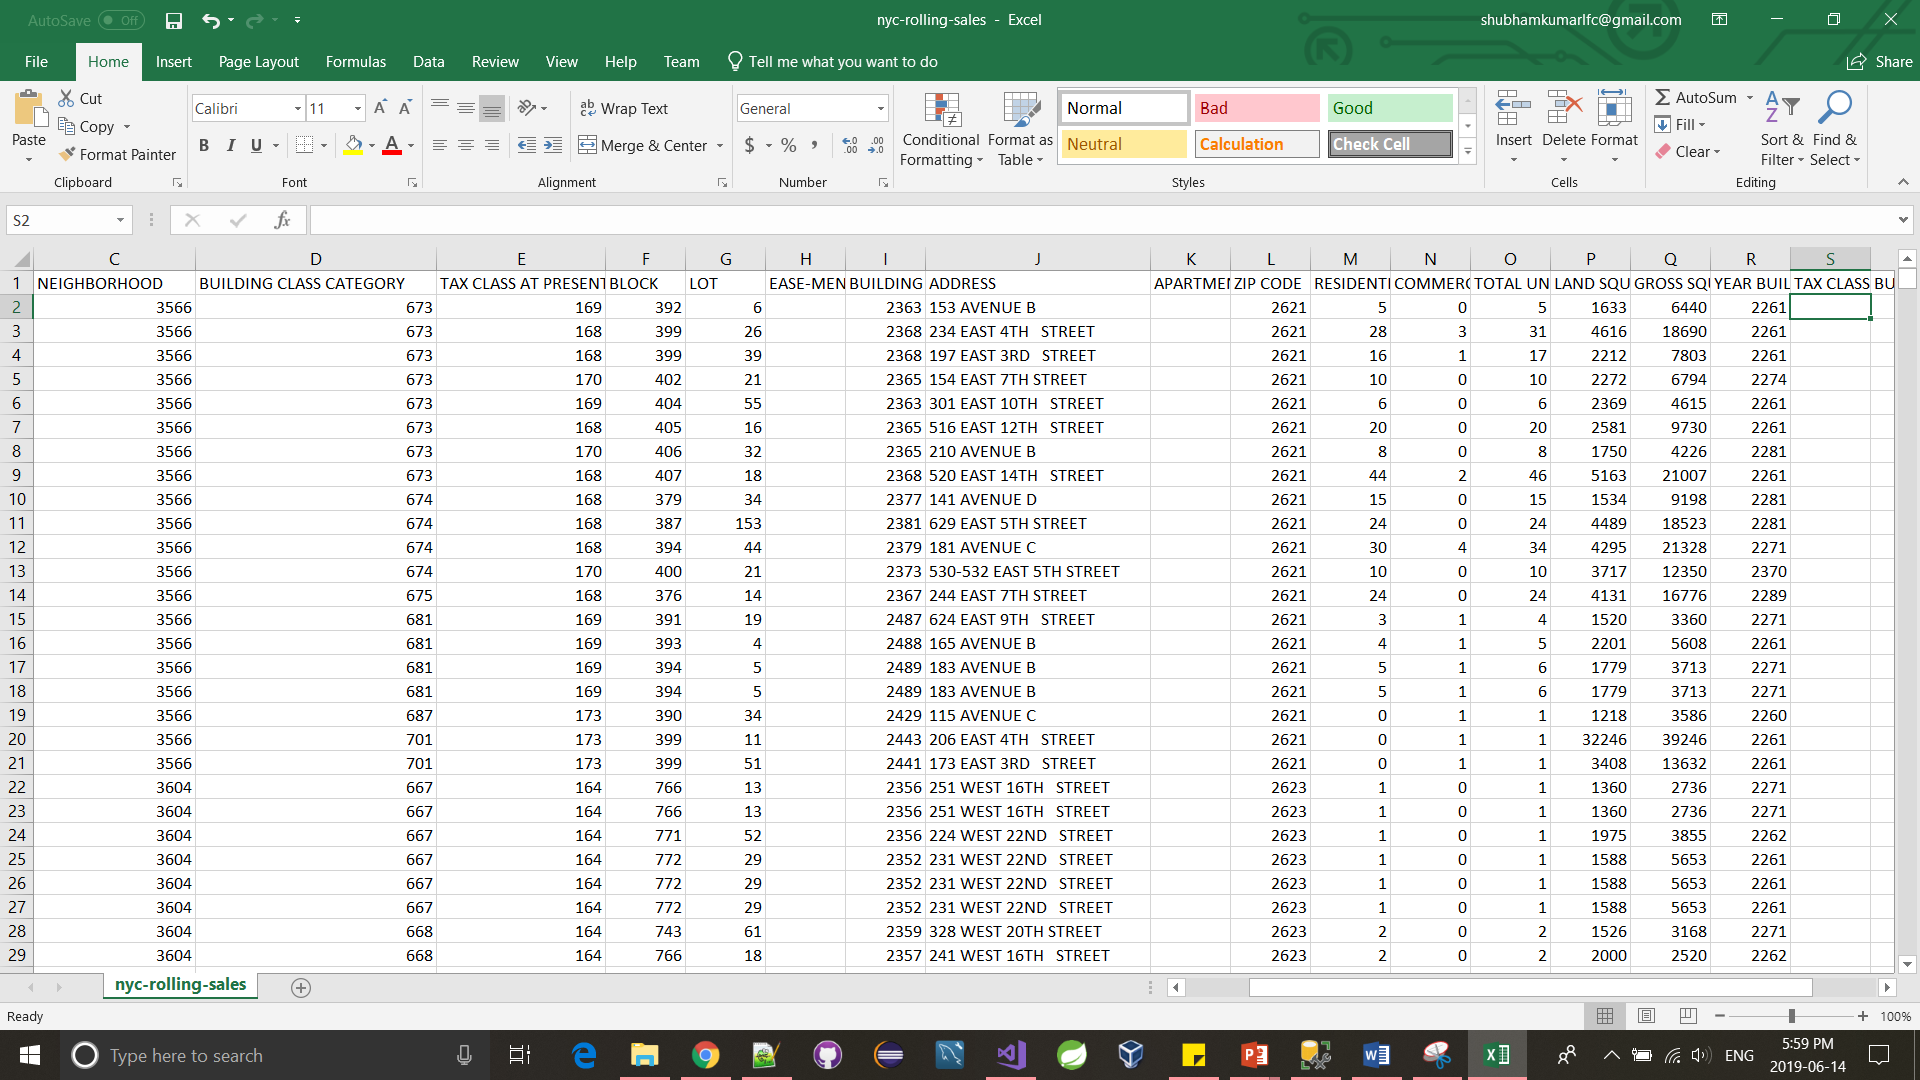 AutoSave Off nyc-rolling-sales - Excel shubhamkumarlfc@gmail.com
File Home Insert Page Layout Formulas Data Review View Help Team Tell me what you want to do Share
Paste Cut Copy Format Painter Clipboard
Calibri 11 B I U A Font
ab Wrap Text Merge & Center Alignment
General $ % , Number
Conditional Formatting Format as Table Normal Bad Good Neutral Calculation Check Cell Styles
Insert Delete Format Cells
AutoSum Fill Clear Sort & Filter Find & Select Editing
S2 fx
C D E F G H I J K L M N O P Q R S
1 NEIGHBORHOOD BUILDING CLASS CATEGORY TAX CLASS AT PRESENT BLOCK LOT EASE-MEN BUILDING ADDRESS APARTMEN ZIP CODE RESIDENTI COMMERC TOTAL UN LAND SQU GROSS SQU YEAR BUIL TAX CLASS BU
2 3566 673 169 392 6 2363 153 AVENUE B 2621 5 0 5 1633 6440 2261
3 3566 673 168 399 26 2368 234 EAST 4TH   STREET 2621 28 3 31 4616 18690 2261
4 3566 673 168 399 39 2368 197 EAST 3RD   STREET 2621 16 1 17 2212 7803 2261
5 3566 673 170 402 21 2365 154 EAST 7TH STREET 2621 10 0 10 2272 6794 2274
6 3566 673 169 404 55 2363 301 EAST 10TH   STREET 2621 6 0 6 2369 4615 2261
7 3566 673 168 405 16 2365 516 EAST 12TH   STREET 2621 20 0 20 2581 9730 2261
8 3566 673 170 406 32 2365 210 AVENUE B 2621 8 0 8 1750 4226 2281
9 3566 673 168 407 18 2368 520 EAST 14TH   STREET 2621 44 2 46 5163 21007 2261
10 3566 674 168 379 34 2377 141 AVENUE D 2621 15 0 15 1534 9198 2281
11 3566 674 168 387 153 2381 629 EAST 5TH STREET 2621 24 0 24 4489 18523 2281
12 3566 674 168 394 44 2379 181 AVENUE C 2621 30 4 34 4295 21328 2271
13 3566 674 170 400 21 2373 530-532 EAST 5TH STREET 2621 10 0 10 3717 12350 2370
14 3566 675 168 376 14 2367 244 EAST 7TH STREET 2621 24 0 24 4131 16776 2289
15 3566 681 169 391 19 2487 624 EAST 9TH   STREET 2621 3 1 4 1520 3360 2271
16 3566 681 169 393 4 2488 165 AVENUE B 2621 4 1 5 2201 5608 2261
17 3566 681 169 394 5 2489 183 AVENUE B 2621 5 1 6 1779 3713 2271
18 3566 681 169 394 5 2489 183 AVENUE B 2621 5 1 6 1779 3713 2271
19 3566 687 173 390 34 2429 115 AVENUE C 2621 0 1 1 1218 3586 2260
20 3566 701 173 399 11 2443 206 EAST 4TH   STREET 2621 0 1 1 32246 39246 2261
21 3566 701 173 399 51 2441 173 EAST 3RD   STREET 2621 0 1 1 3408 13632 2261
22 3604 667 164 766 13 2356 251 WEST 16TH   STREET 2623 1 0 1 1360 2736 2271
23 3604 667 164 766 13 2356 251 WEST 16TH   STREET 2623 1 0 1 1360 2736 2271
24 3604 667 164 771 52 2356 224 WEST 22ND   STREET 2623 1 0 1 1975 3855 2262
25 3604 667 164 772 29 2352 231 WEST 22ND   STREET 2623 1 0 1 1588 5653 2261
26 3604 667 164 772 29 2352 231 WEST 22ND   STREET 2623 1 0 1 1588 5653 2261
27 3604 667 164 772 29 2352 231 WEST 22ND   STREET 2623 1 0 1 1588 5653 2261
28 3604 668 164 743 61 2359 328 WEST 20TH STREET 2623 2 0 2 1526 3168 2271
29 3604 668 164 766 18 2357 241 WEST 16TH   STREET 2623 2 0 2 2000 2520 2262
nyc-rolling-sales
Ready 100%
Type here to search ENG 5:59 PM
2019-06-14